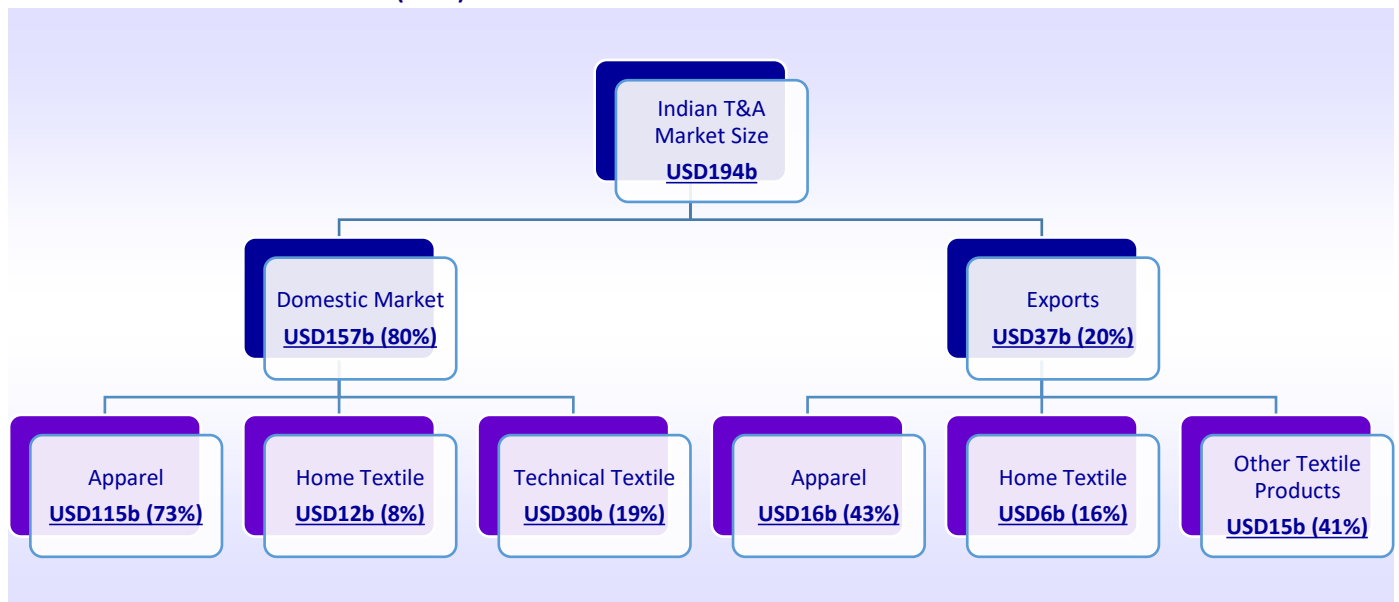 Indian T&A
Market Size
USD194b
Domestic Market
USD157b (80%)
Exports
USD37b (20%)
Apparel
USD115b (73%)
Home Textile
USD12b (8%)
Technical Textile
USD30b (19%)
Apparel
USD16b (43%)
Home Textile
USD6b (16%)
Other Textile
Products
USD15b (41%)